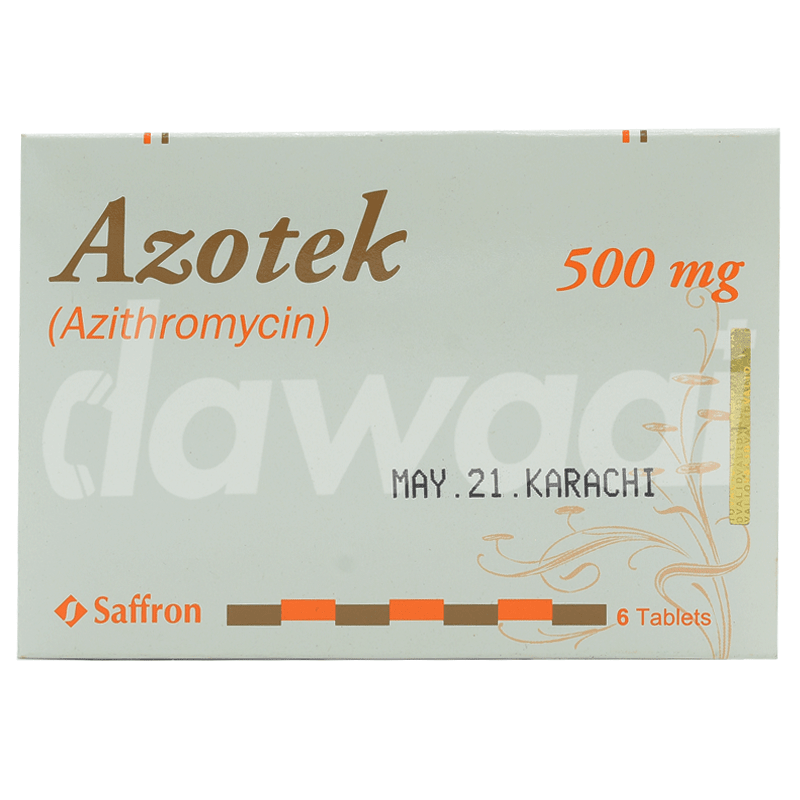 Azotek
500 mg
(Azithromycin)
dawaai
MAY.21.KARACHI
Saffron
6 Tablets